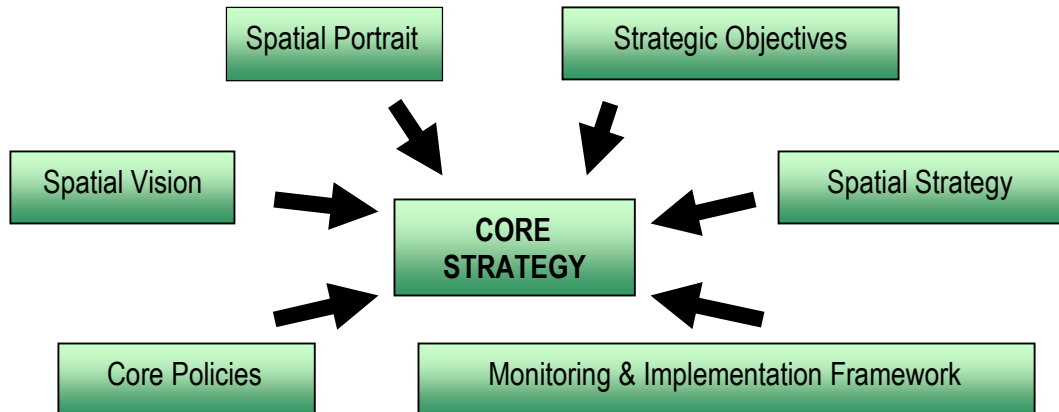 Spatial Portrait
Strategic Objectives
Spatial Vision
Spatial Strategy
CORE
STRATEGY
Core Policies
Monitoring & Implementation Framework